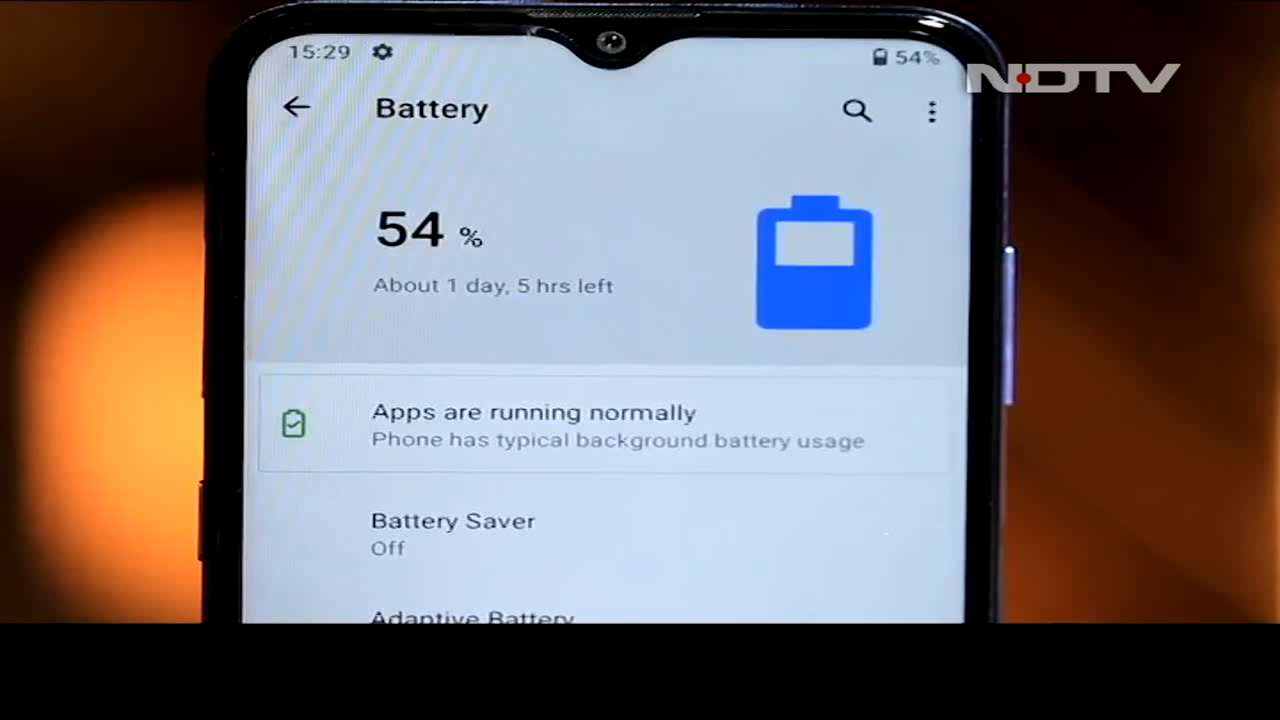 15:29 54%
NDTV
Battery
54 %
About 1 day, 5 hrs left
Apps are running normally
Phone has typical background battery usage
Battery Saver
Off
Adaptive Battery